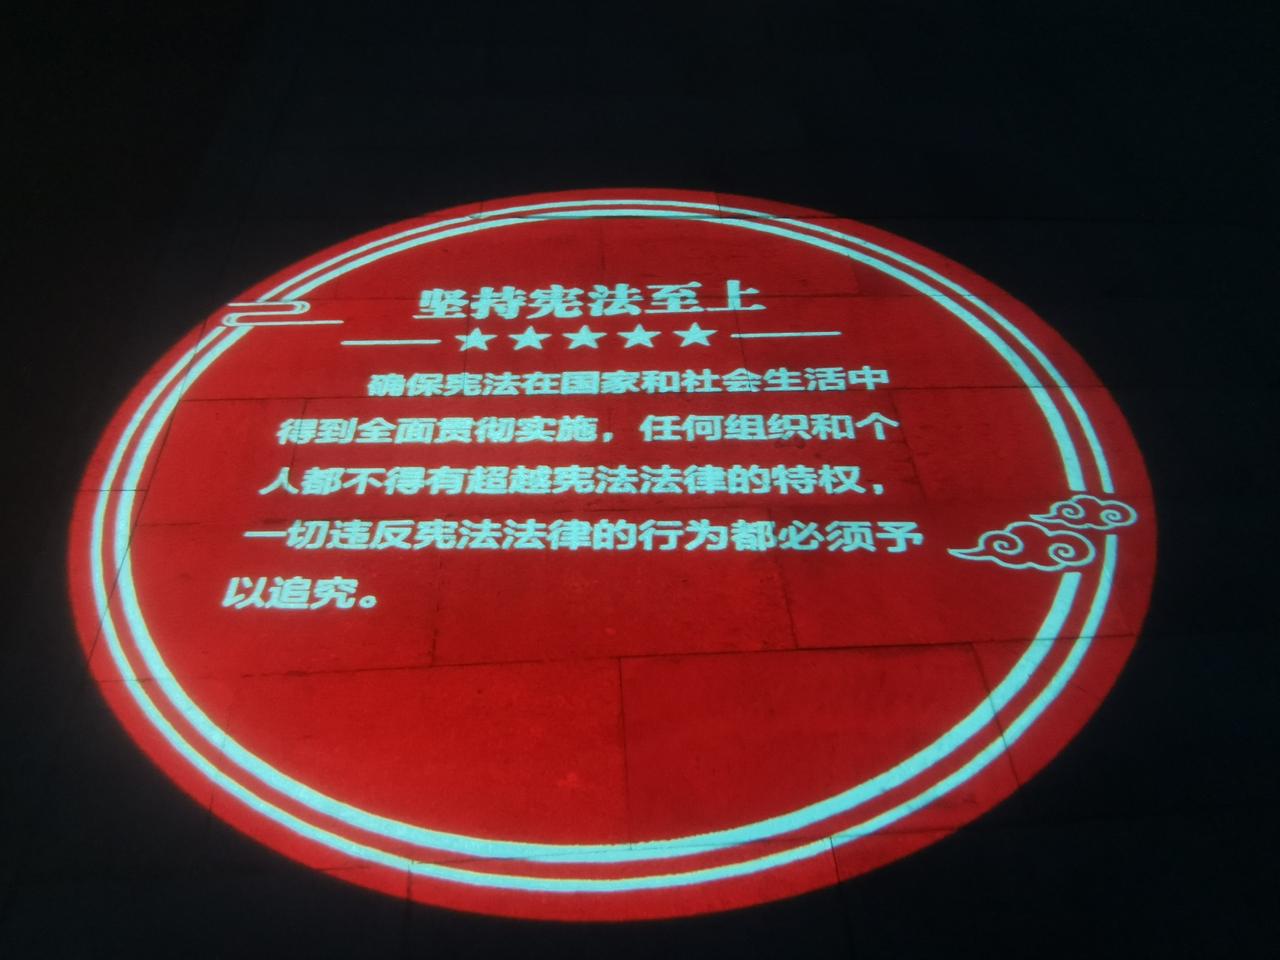 坚持宪法至上
确保宪法在国家和社会生活中
得到全面贯彻实施，任何组织和个
人都不得有超越宪法法律的特权，
一切违反宪法法律的行为都必须予
以追究。